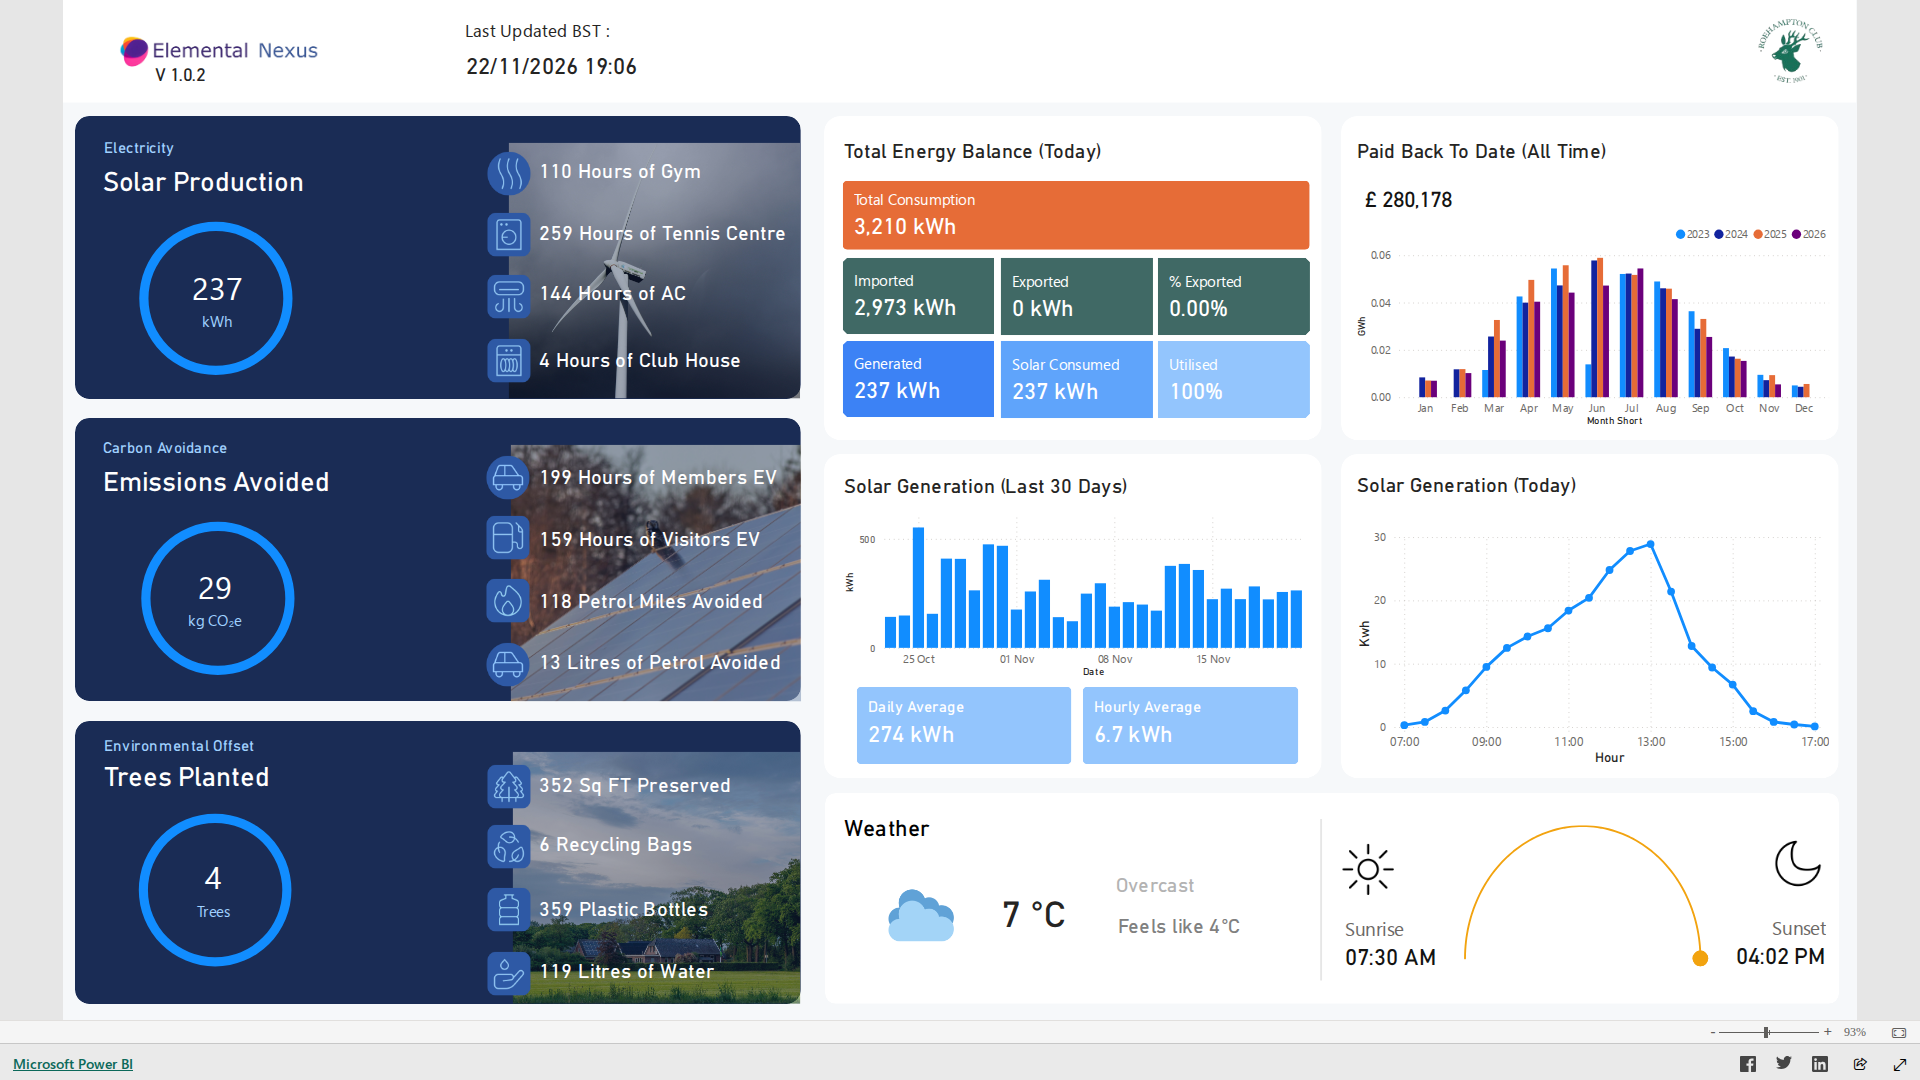 Elemental Nexus
V 1.0.2
Last Updated BST :
22/11/2026 19:06
ROEHAMPTON CLUB
EST. 1901
Electricity
Solar Production
237
kWh
110 Hours of Gym
259 Hours of Tennis Centre
144 Hours of AC
4 Hours of Club House
Carbon Avoidance
Emissions Avoided
29
kg CO₂e
199 Hours of Members EV
159 Hours of Visitors EV
118 Petrol Miles Avoided
13 Litres of Petrol Avoided
Environmental Offset
Trees Planted
4
Trees
352 Sq FT Preserved
6 Recycling Bags
359 Plastic Bottles
119 Litres of Water
Total Energy Balance (Today)
Total Consumption
3,210 kWh
Imported
2,973 kWh
Exported
0 kWh
% Exported
0.00%
Generated
237 kWh
Solar Consumed
237 kWh
Utilised
100%
Paid Back To Date (All Time)
£ 280,178
2023 2024 2025 2026
0.06
0.04
0.02
0.00
GWh
Jan Feb Mar Apr May Jun Jul Aug Sep Oct Nov Dec
Month Short
Solar Generation (Last 30 Days)
500
0
kWh
25 Oct 01 Nov 08 Nov 15 Nov
Date
Daily Average
274 kWh
Hourly Average
6.7 kWh
Solar Generation (Today)
30
20
10
0
Kwh
07:00 09:00 11:00 13:00 15:00 17:00
Hour
Weather
7 °C
Overcast
Feels like 4°C
Sunrise
07:30 AM
Sunset
04:02 PM
- + 93%
Microsoft Power BI